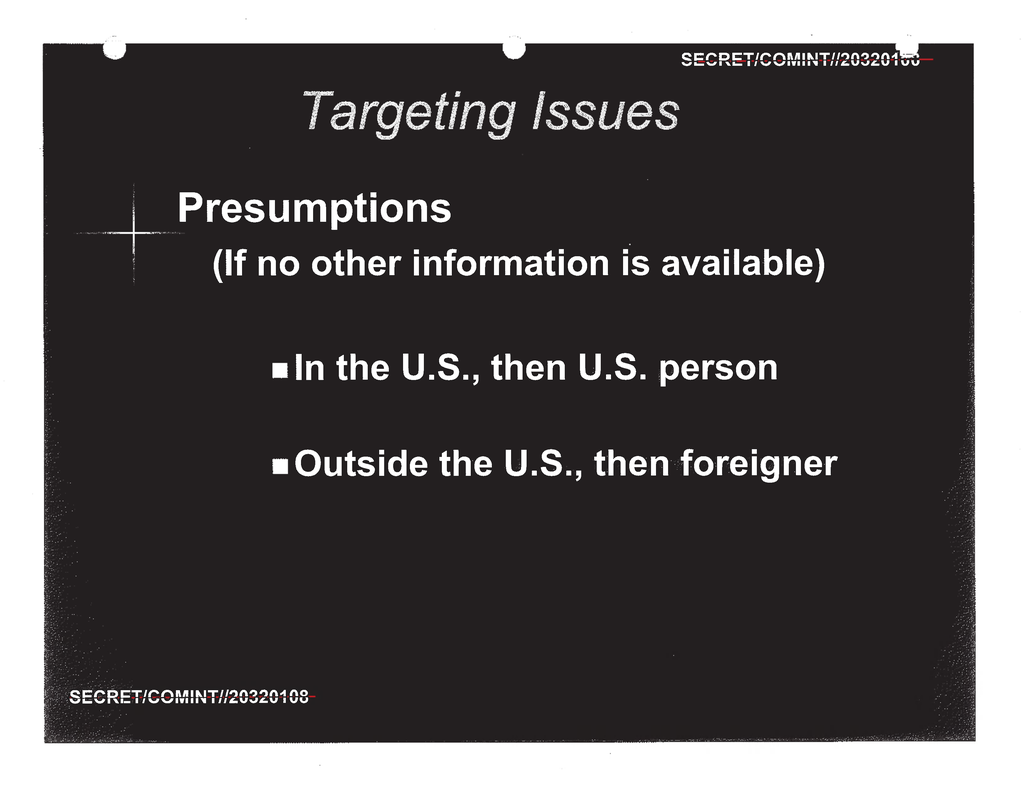 SECRET/COMINT//20320108
Targeting Issues
Presumptions
(If no other information is available)
■ In the U.S., then U.S. person
■ Outside the U.S., then foreigner
SECRET/COMINT//20320108